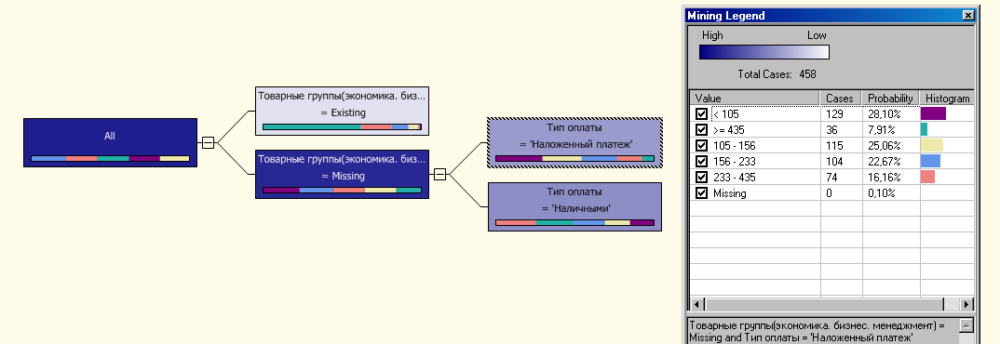 All
Товарные группы(экономика. биз...
= Existing
Товарные группы(экономика. биз...
= Missing
Тип оплаты
= 'Наложенный платеж'
Тип оплаты
= 'Наличными'
Mining Legend
High Low
Total Cases: 458
Value Cases Probability Histogram
< 105 129 28,10%
>= 435 36 7,91%
105 - 156 115 25,06%
156 - 233 104 22,67%
233 - 435 74 16,16%
Missing 0 0,10%
Товарные группы(экономика. бизнес. менеджмент) =
Missing and Тип оплаты = 'Наложенный платеж'